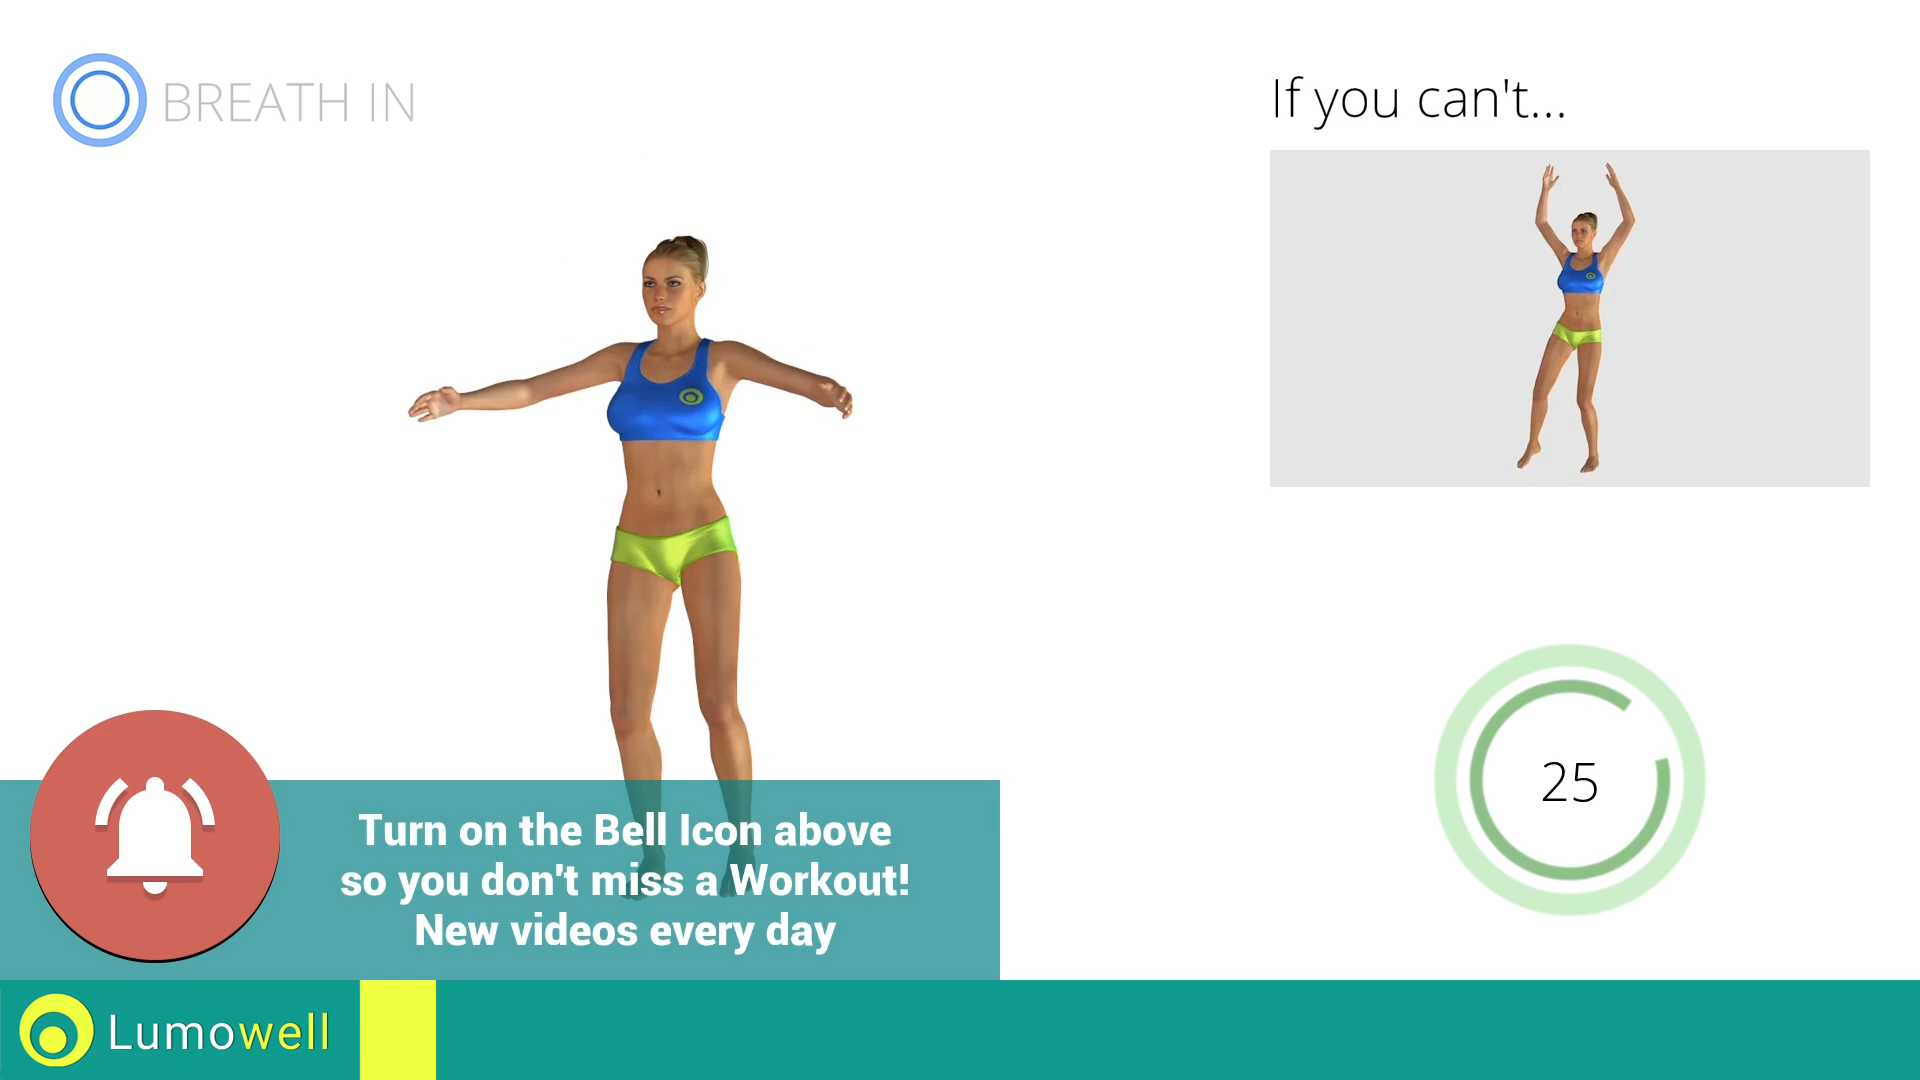 BREATH IN
If you can't...
25
Turn on the Bell Icon above
so you don't miss a Workout!
New videos every day
Lumowell